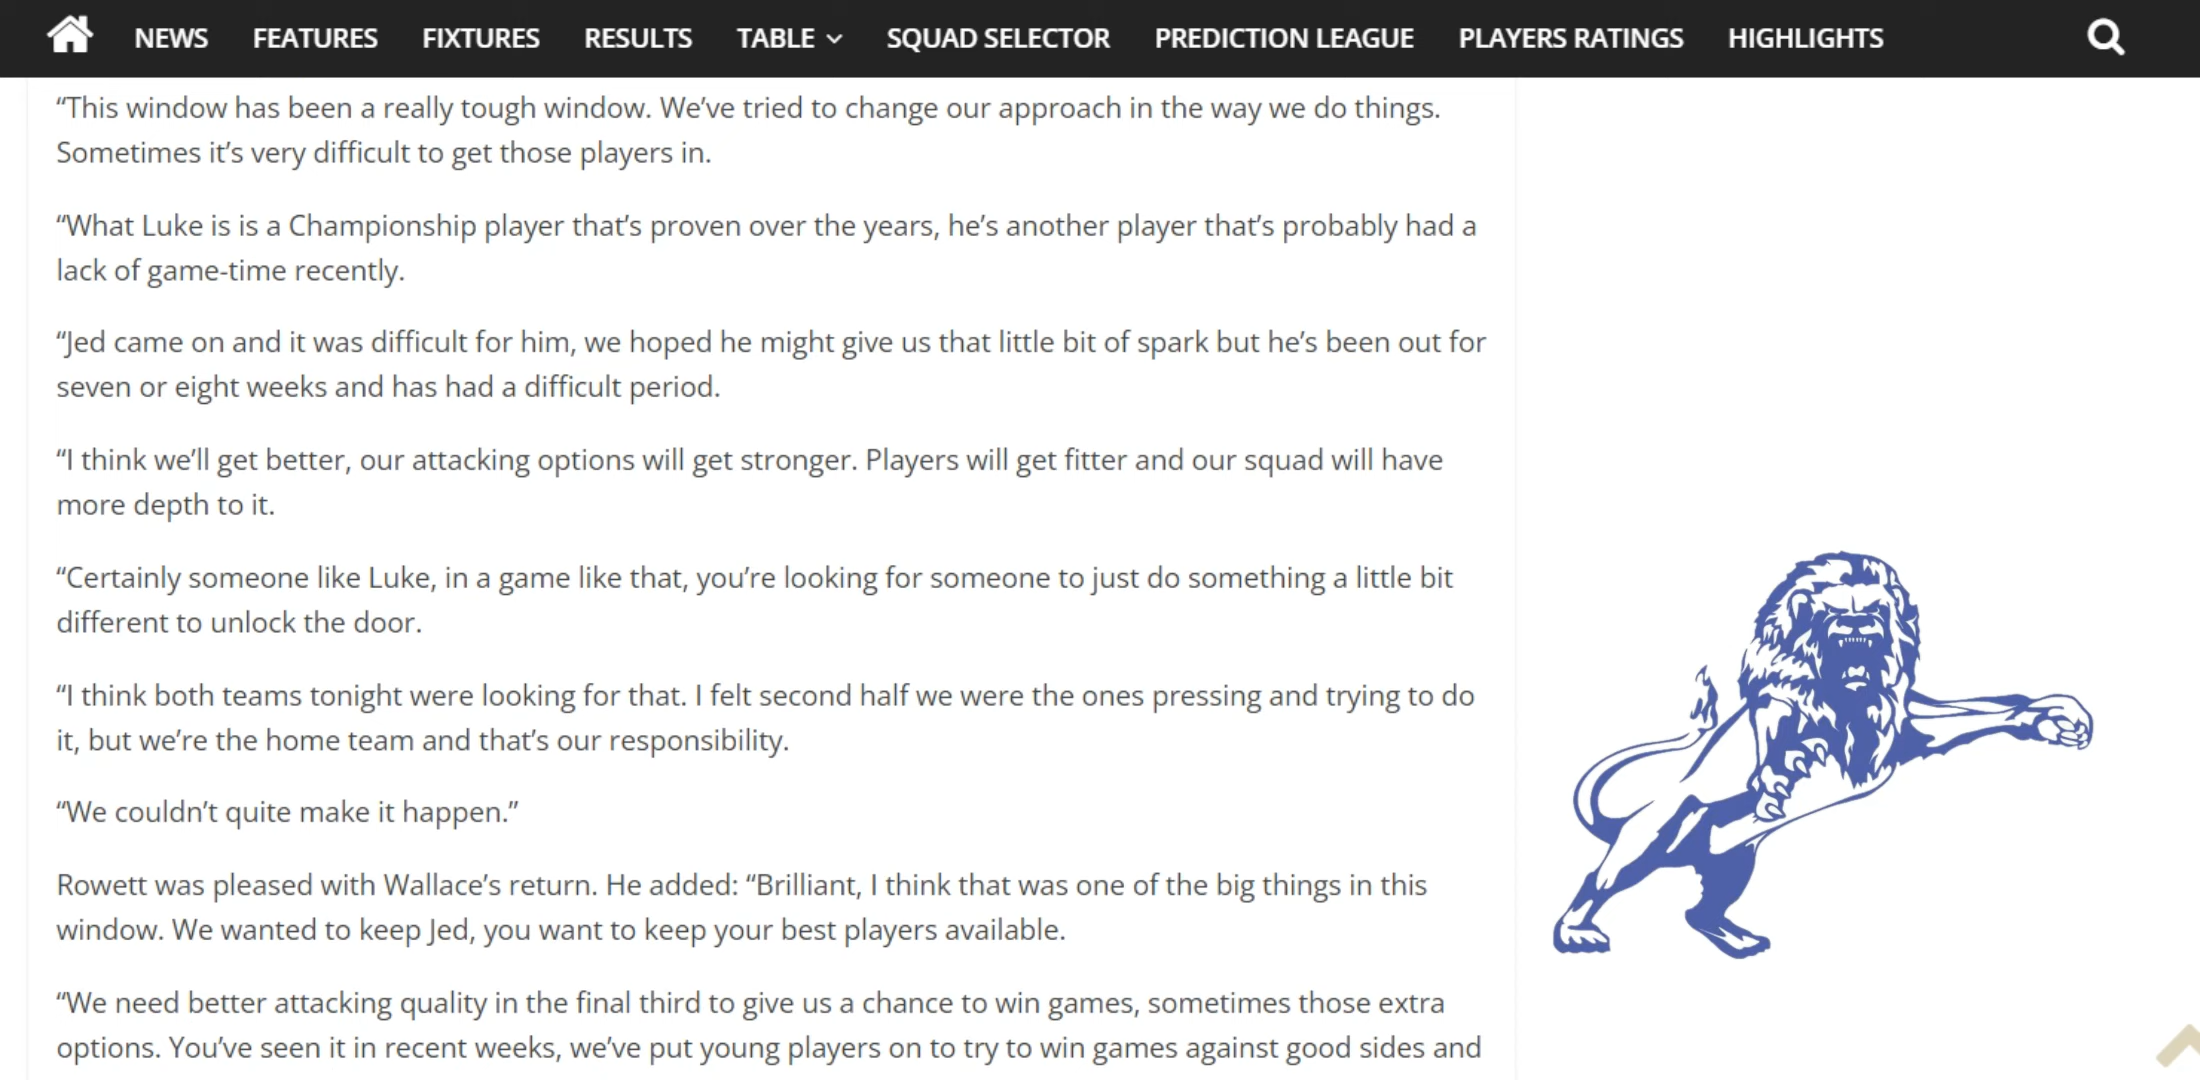 NEWS FEATURES FIXTURES RESULTS TABLE SQUAD SELECTOR PREDICTION LEAGUE PLAYERS RATINGS HIGHLIGHTS
“This window has been a really tough window. We’ve tried to change our approach in the way we do things.
Sometimes it’s very difficult to get those players in.
“What Luke is is a Championship player that’s proven over the years, he’s another player that’s probably had a
lack of game-time recently.
“Jed came on and it was difficult for him, we hoped he might give us that little bit of spark but he’s been out for
seven or eight weeks and has had a difficult period.
“I think we’ll get better, our attacking options will get stronger. Players will get fitter and our squad will have
more depth to it.
“Certainly someone like Luke, in a game like that, you’re looking for someone to just do something a little bit
different to unlock the door.
“I think both teams tonight were looking for that. I felt second half we were the ones pressing and trying to do
it, but we’re the home team and that’s our responsibility.
“We couldn’t quite make it happen.”
Rowett was pleased with Wallace’s return. He added: “Brilliant, I think that was one of the big things in this
window. We wanted to keep Jed, you want to keep your best players available.
“We need better attacking quality in the final third to give us a chance to win games, sometimes those extra
options. You’ve seen it in recent weeks, we’ve put young players on to try to win games against good sides and